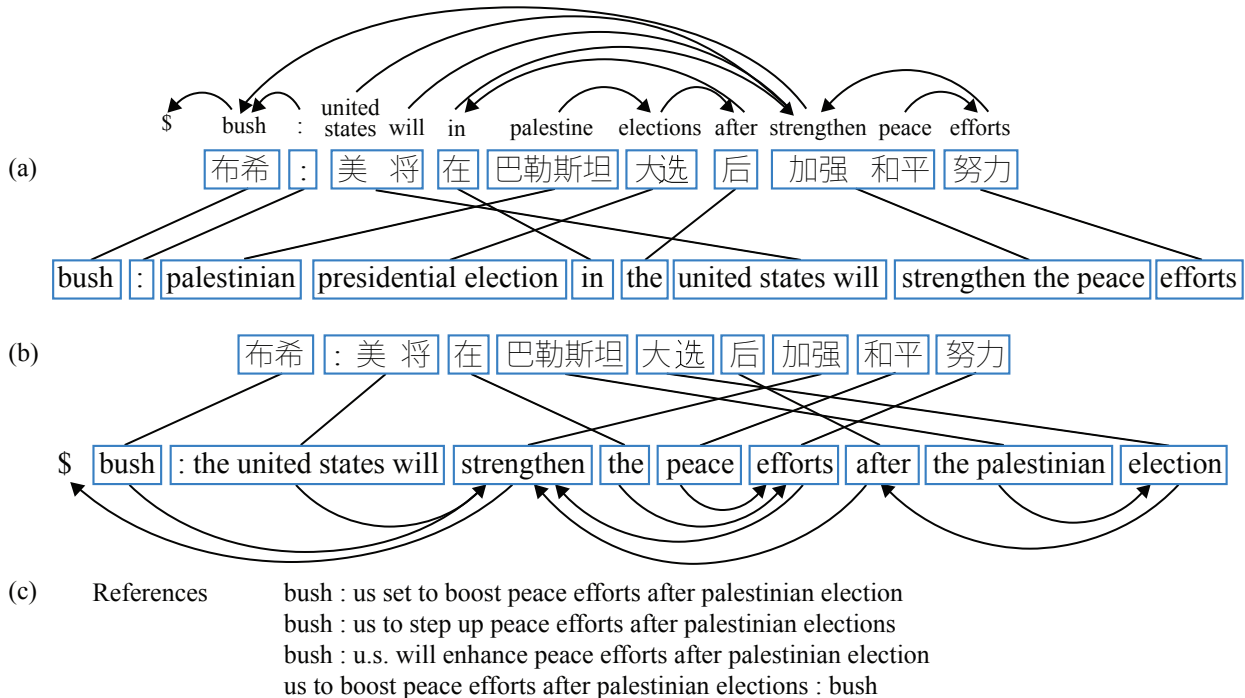 $ bush : united states will in palestine elections after strengthen peace efforts
(a) 布希 : 美 将 在 巴勒斯坦 大选 后 加强 和平 努力
bush : palestinian presidential election in the united states will strengthen the peace efforts
(b) 布希 : 美 将 在 巴勒斯坦 大选 后 加强 和平 努力
$ bush : the united states will strengthen the peace efforts after the palestinian election
(c) References bush : us set to boost peace efforts after palestinian election
bush : us to step up peace efforts after palestinian elections
bush : u.s. will enhance peace efforts after palestinian election
us to boost peace efforts after palestinian elections : bush